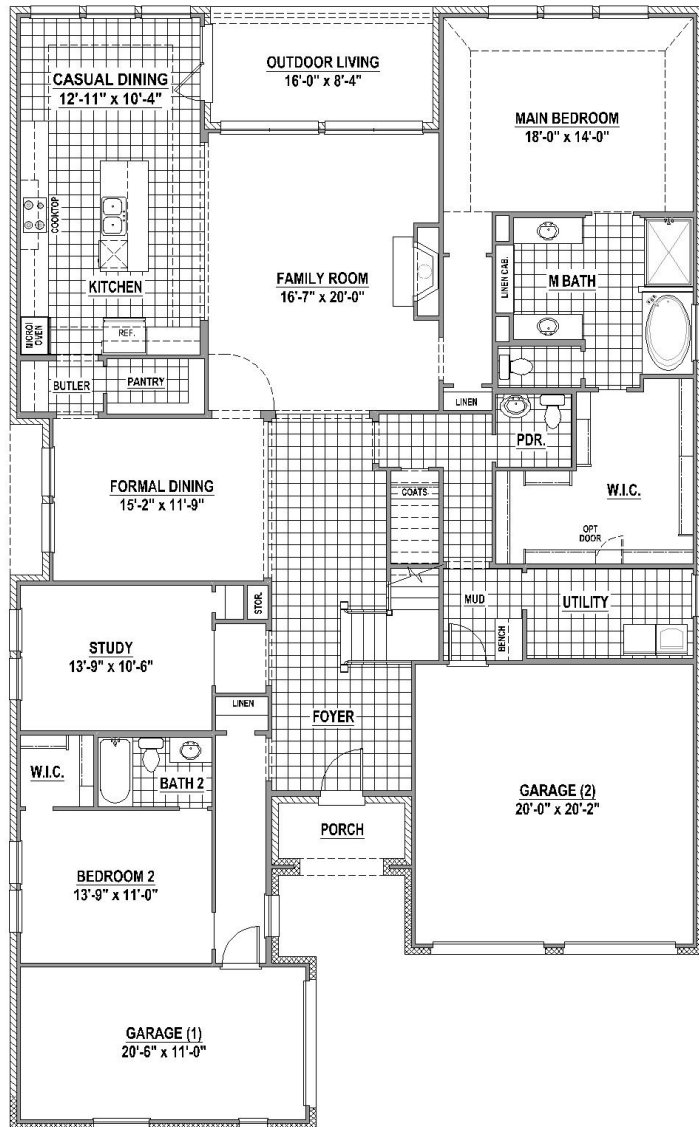 OUTDOOR LIVING
16'-0" x 8'-4"
CASUAL DINING
12'-11" x 10'-4"
MAIN BEDROOM
18'-0" x 14'-0"
COOKTOP
KITCHEN
FAMILY ROOM
16'-7" x 20'-0"
LINEN CAB.
M BATH
MICRO/
OVEN
REF.
BUTLER
PANTRY
LINEN
PDR.
FORMAL DINING
15'-2" x 11'-9"
COATS
W.I.C.
OPT
DOOR
STOR.
MUD
UTILITY
BENCH
STUDY
13'-9" x 10'-6"
LINEN
FOYER
W.I.C.
BATH 2
GARAGE (2)
20'-0" x 20'-2"
PORCH
BEDROOM 2
13'-9" x 11'-0"
GARAGE (1)
20'-6" x 11'-0"